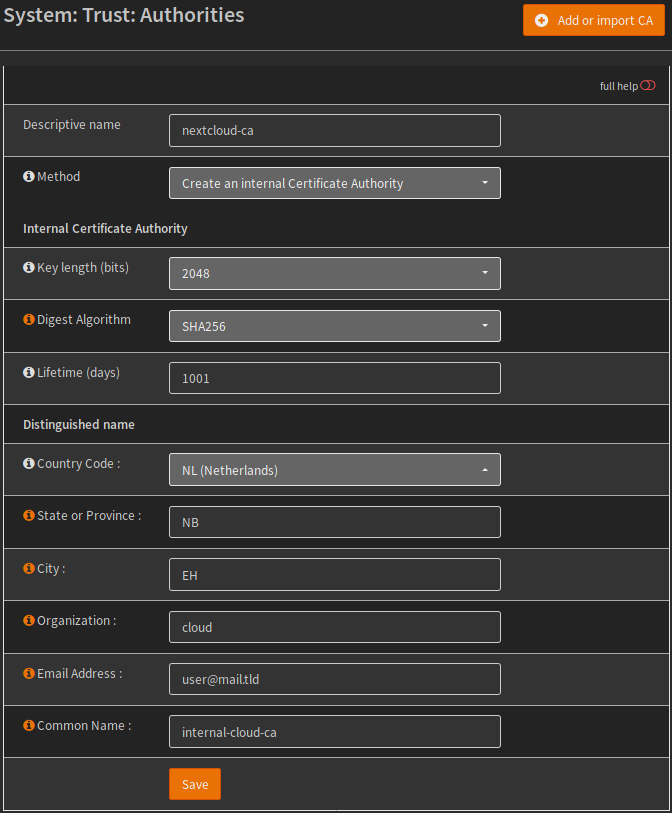 System: Trust: Authorities
Add or import CA
full help
Descriptive name
nextcloud-ca
Method
Create an internal Certificate Authority
Internal Certificate Authority
Key length (bits)
2048
Digest Algorithm
SHA256
Lifetime (days)
1001
Distinguished name
Country Code :
NL (Netherlands)
State or Province :
NB
City :
EH
Organization :
cloud
Email Address :
user@mail.tld
Common Name :
internal-cloud-ca
Save